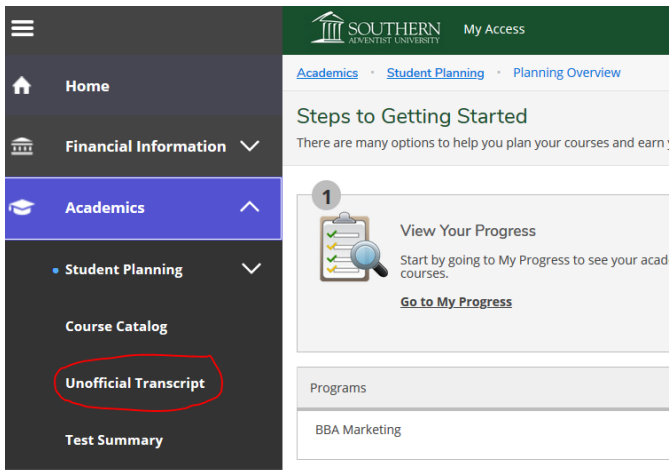 SOUTHERN
ADVENTIST UNIVERSITY
My Access
Home
Financial Information
Academics
Student Planning
Course Catalog
Unofficial Transcript
Test Summary
Academics · Student Planning · Planning Overview
Steps to Getting Started
There are many options to help you plan your courses and earn
1
View Your Progress
Start by going to My Progress to see your acad
courses.
Go to My Progress
Programs
BBA Marketing